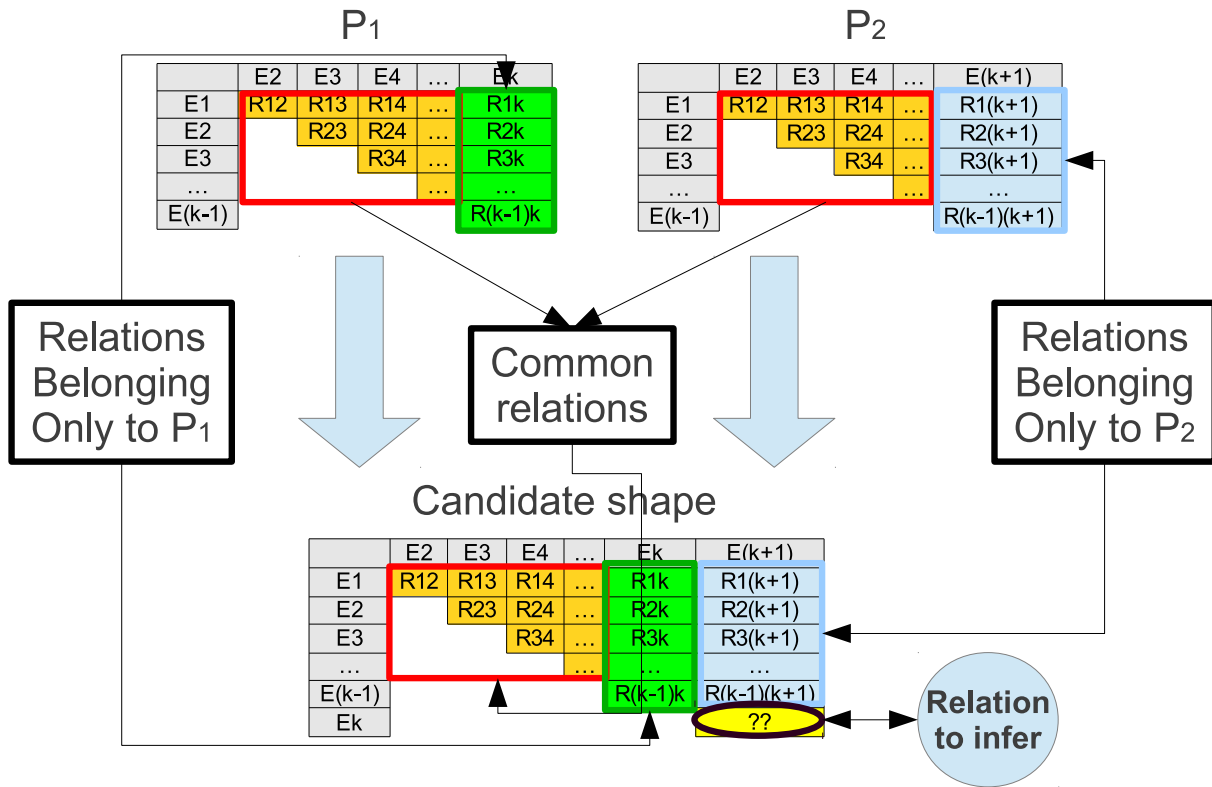 P1
E2 E3 E4 ... Ek
E1 R12 R13 R14 ... R1k
E2 R23 R24 ... R2k
E3 R34 ... R3k
... ... ...
E(k-1) R(k-1)k
P2
E2 E3 E4 ... E(k+1)
E1 R12 R13 R14 ... R1(k+1)
E2 R23 R24 ... R2(k+1)
E3 R34 ... R3(k+1)
... ... ...
E(k-1) R(k-1)(k+1)
Relations
Belonging
Only to P1
Common
relations
Relations
Belonging
Only to P2
Candidate shape
E2 E3 E4 ... Ek E(k+1)
E1 R12 R13 R14 ... R1k R1(k+1)
E2 R23 R24 ... R2k R2(k+1)
E3 R34 ... R3k R3(k+1)
... ... ... ...
E(k-1) R(k-1)k R(k-1)(k+1)
Ek ??
Relation
to infer